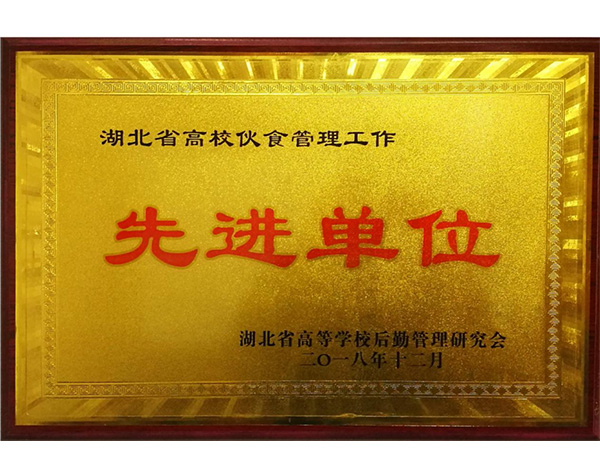 湖北省高校伙食管理工作
先进单位
湖北省高等学校后勤管理研究会
二〇一八年十二月